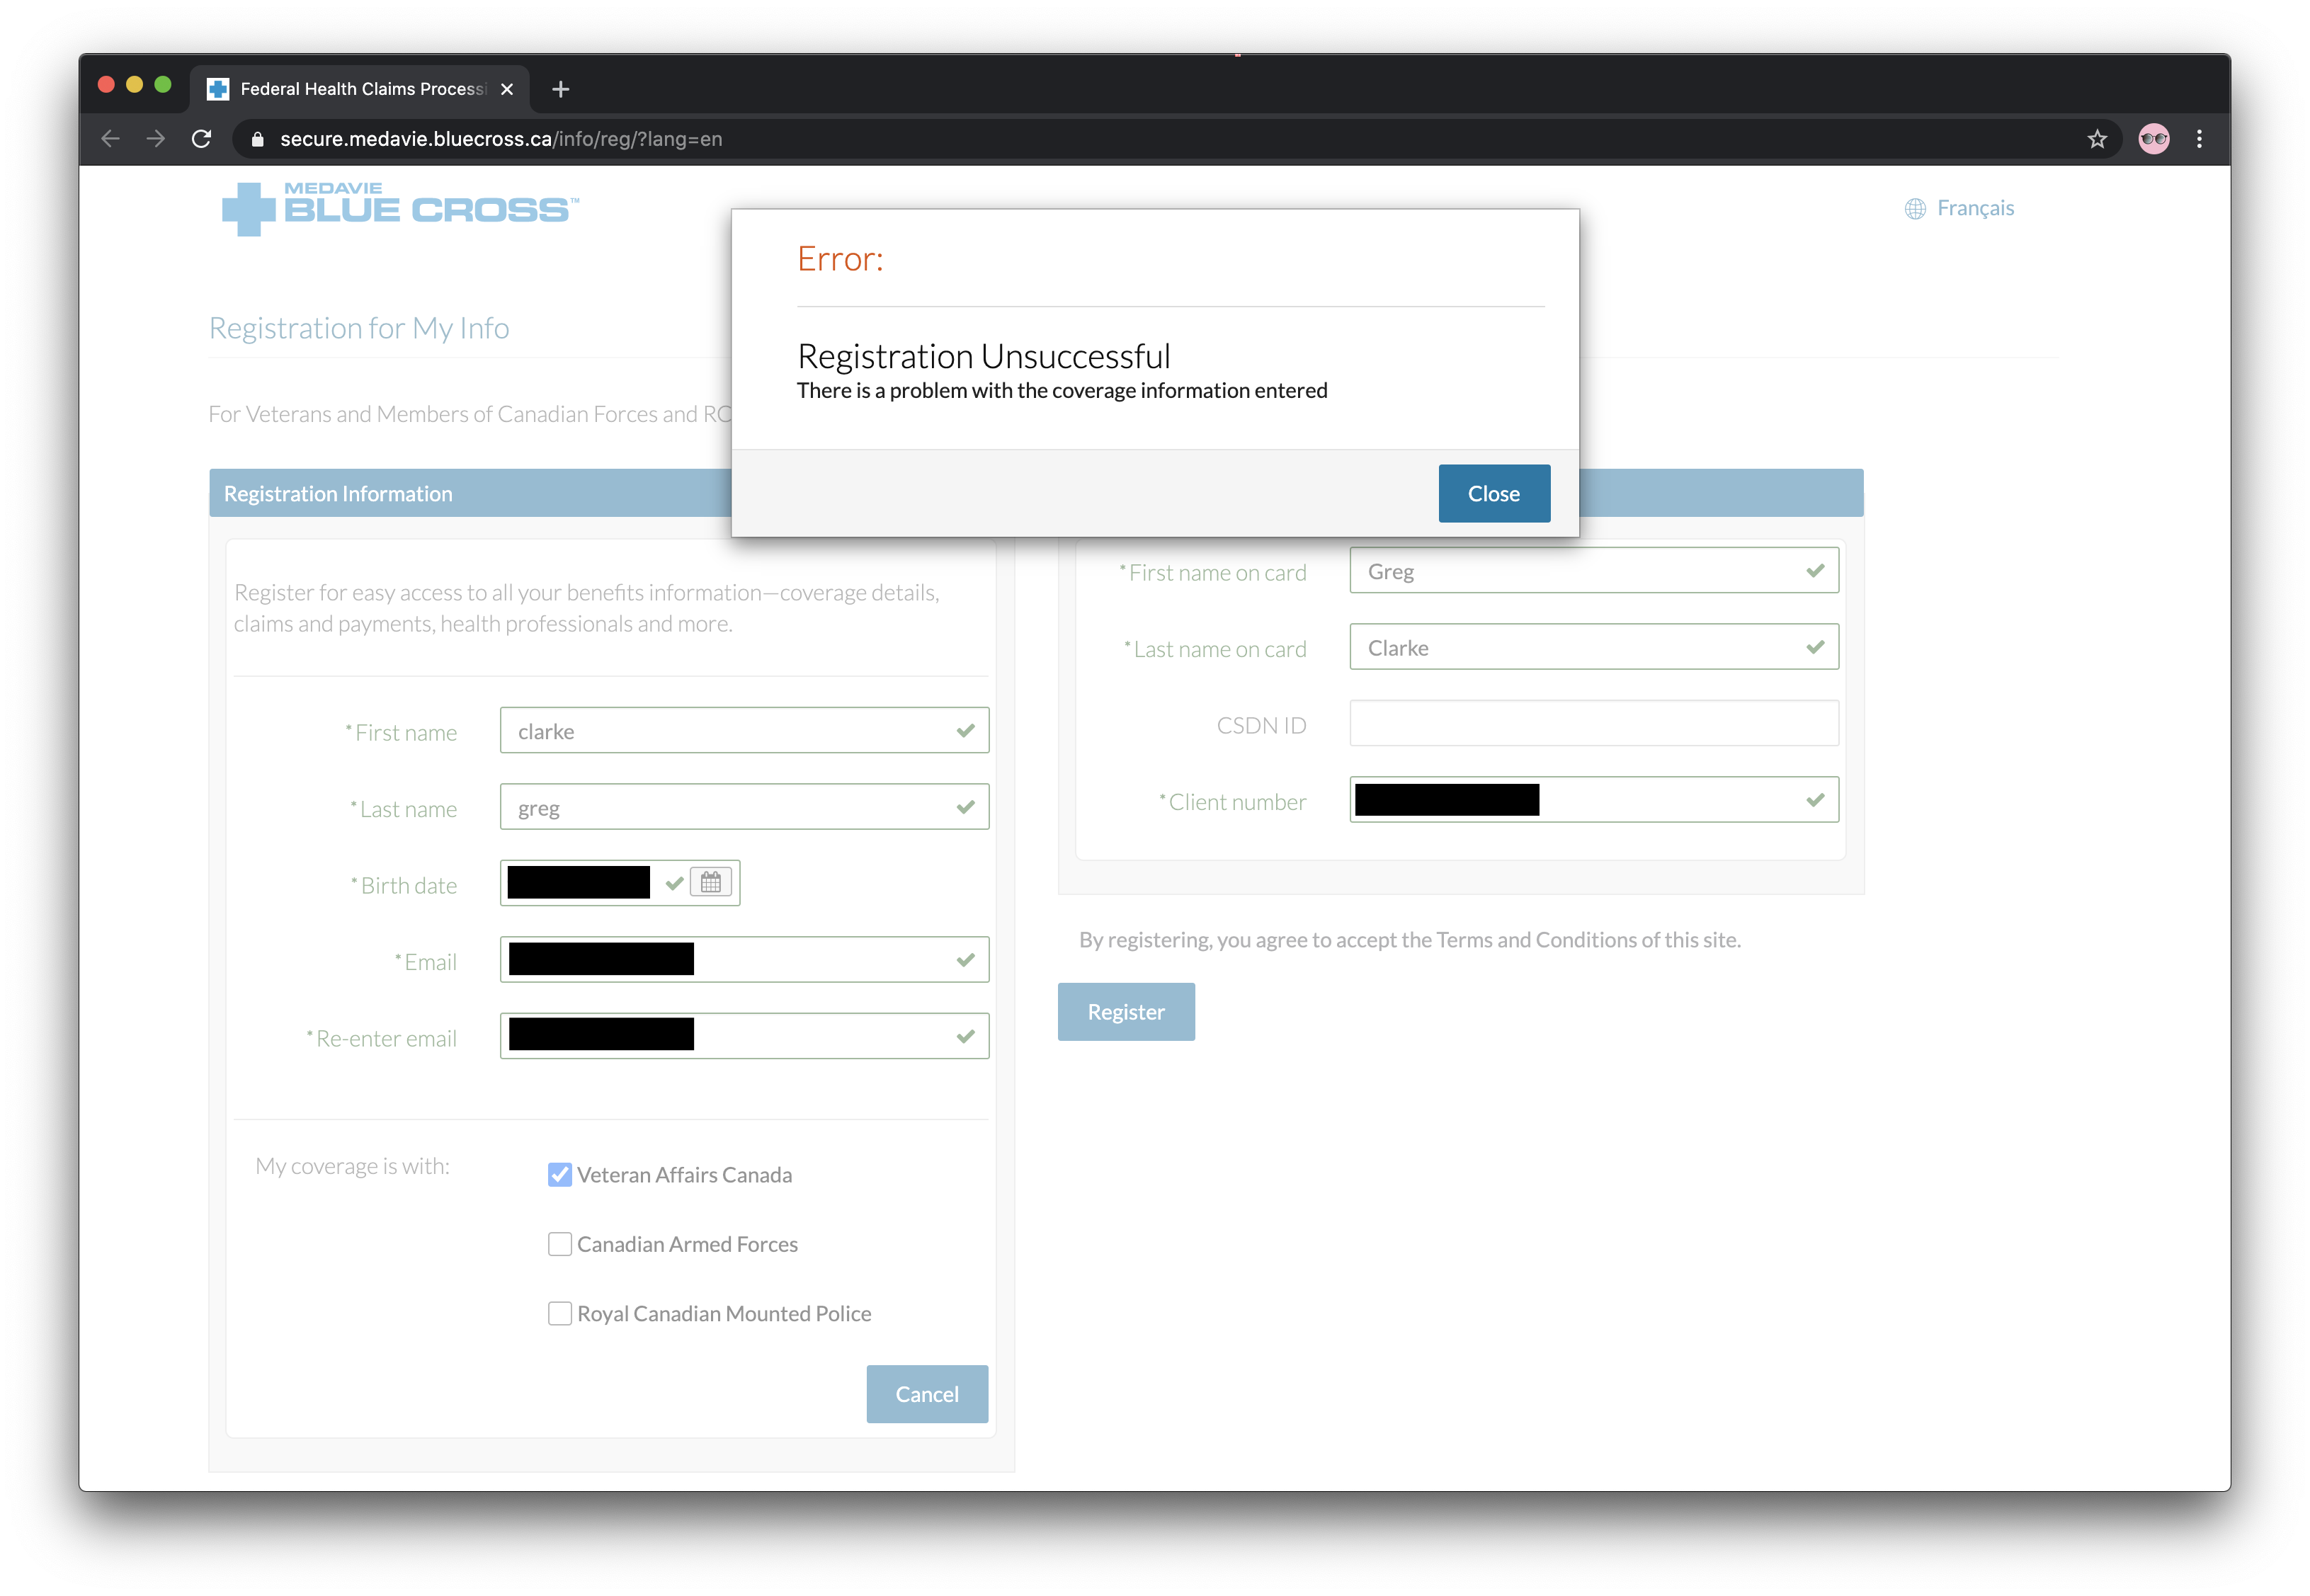 Federal Health Claims Processi
secure.medavie.bluecross.ca/info/reg/?lang=en
MEDAVIE
BLUE CROSS™
Français
Error:
Registration Unsuccessful
There is a problem with the coverage information entered
Close
Registration for My Info
For Veterans and Members of Canadian Forces and RC
Registration Information
Register for easy access to all your benefits information—coverage details,
claims and payments, health professionals and more.
*First name clarke
*Last name greg
*Birth date
*Email
*Re-enter email
My coverage is with:
Veteran Affairs Canada
Canadian Armed Forces
Royal Canadian Mounted Police
Cancel
*First name on card Greg
*Last name on card Clarke
CSDN ID
*Client number
By registering, you agree to accept the Terms and Conditions of this site.
Register